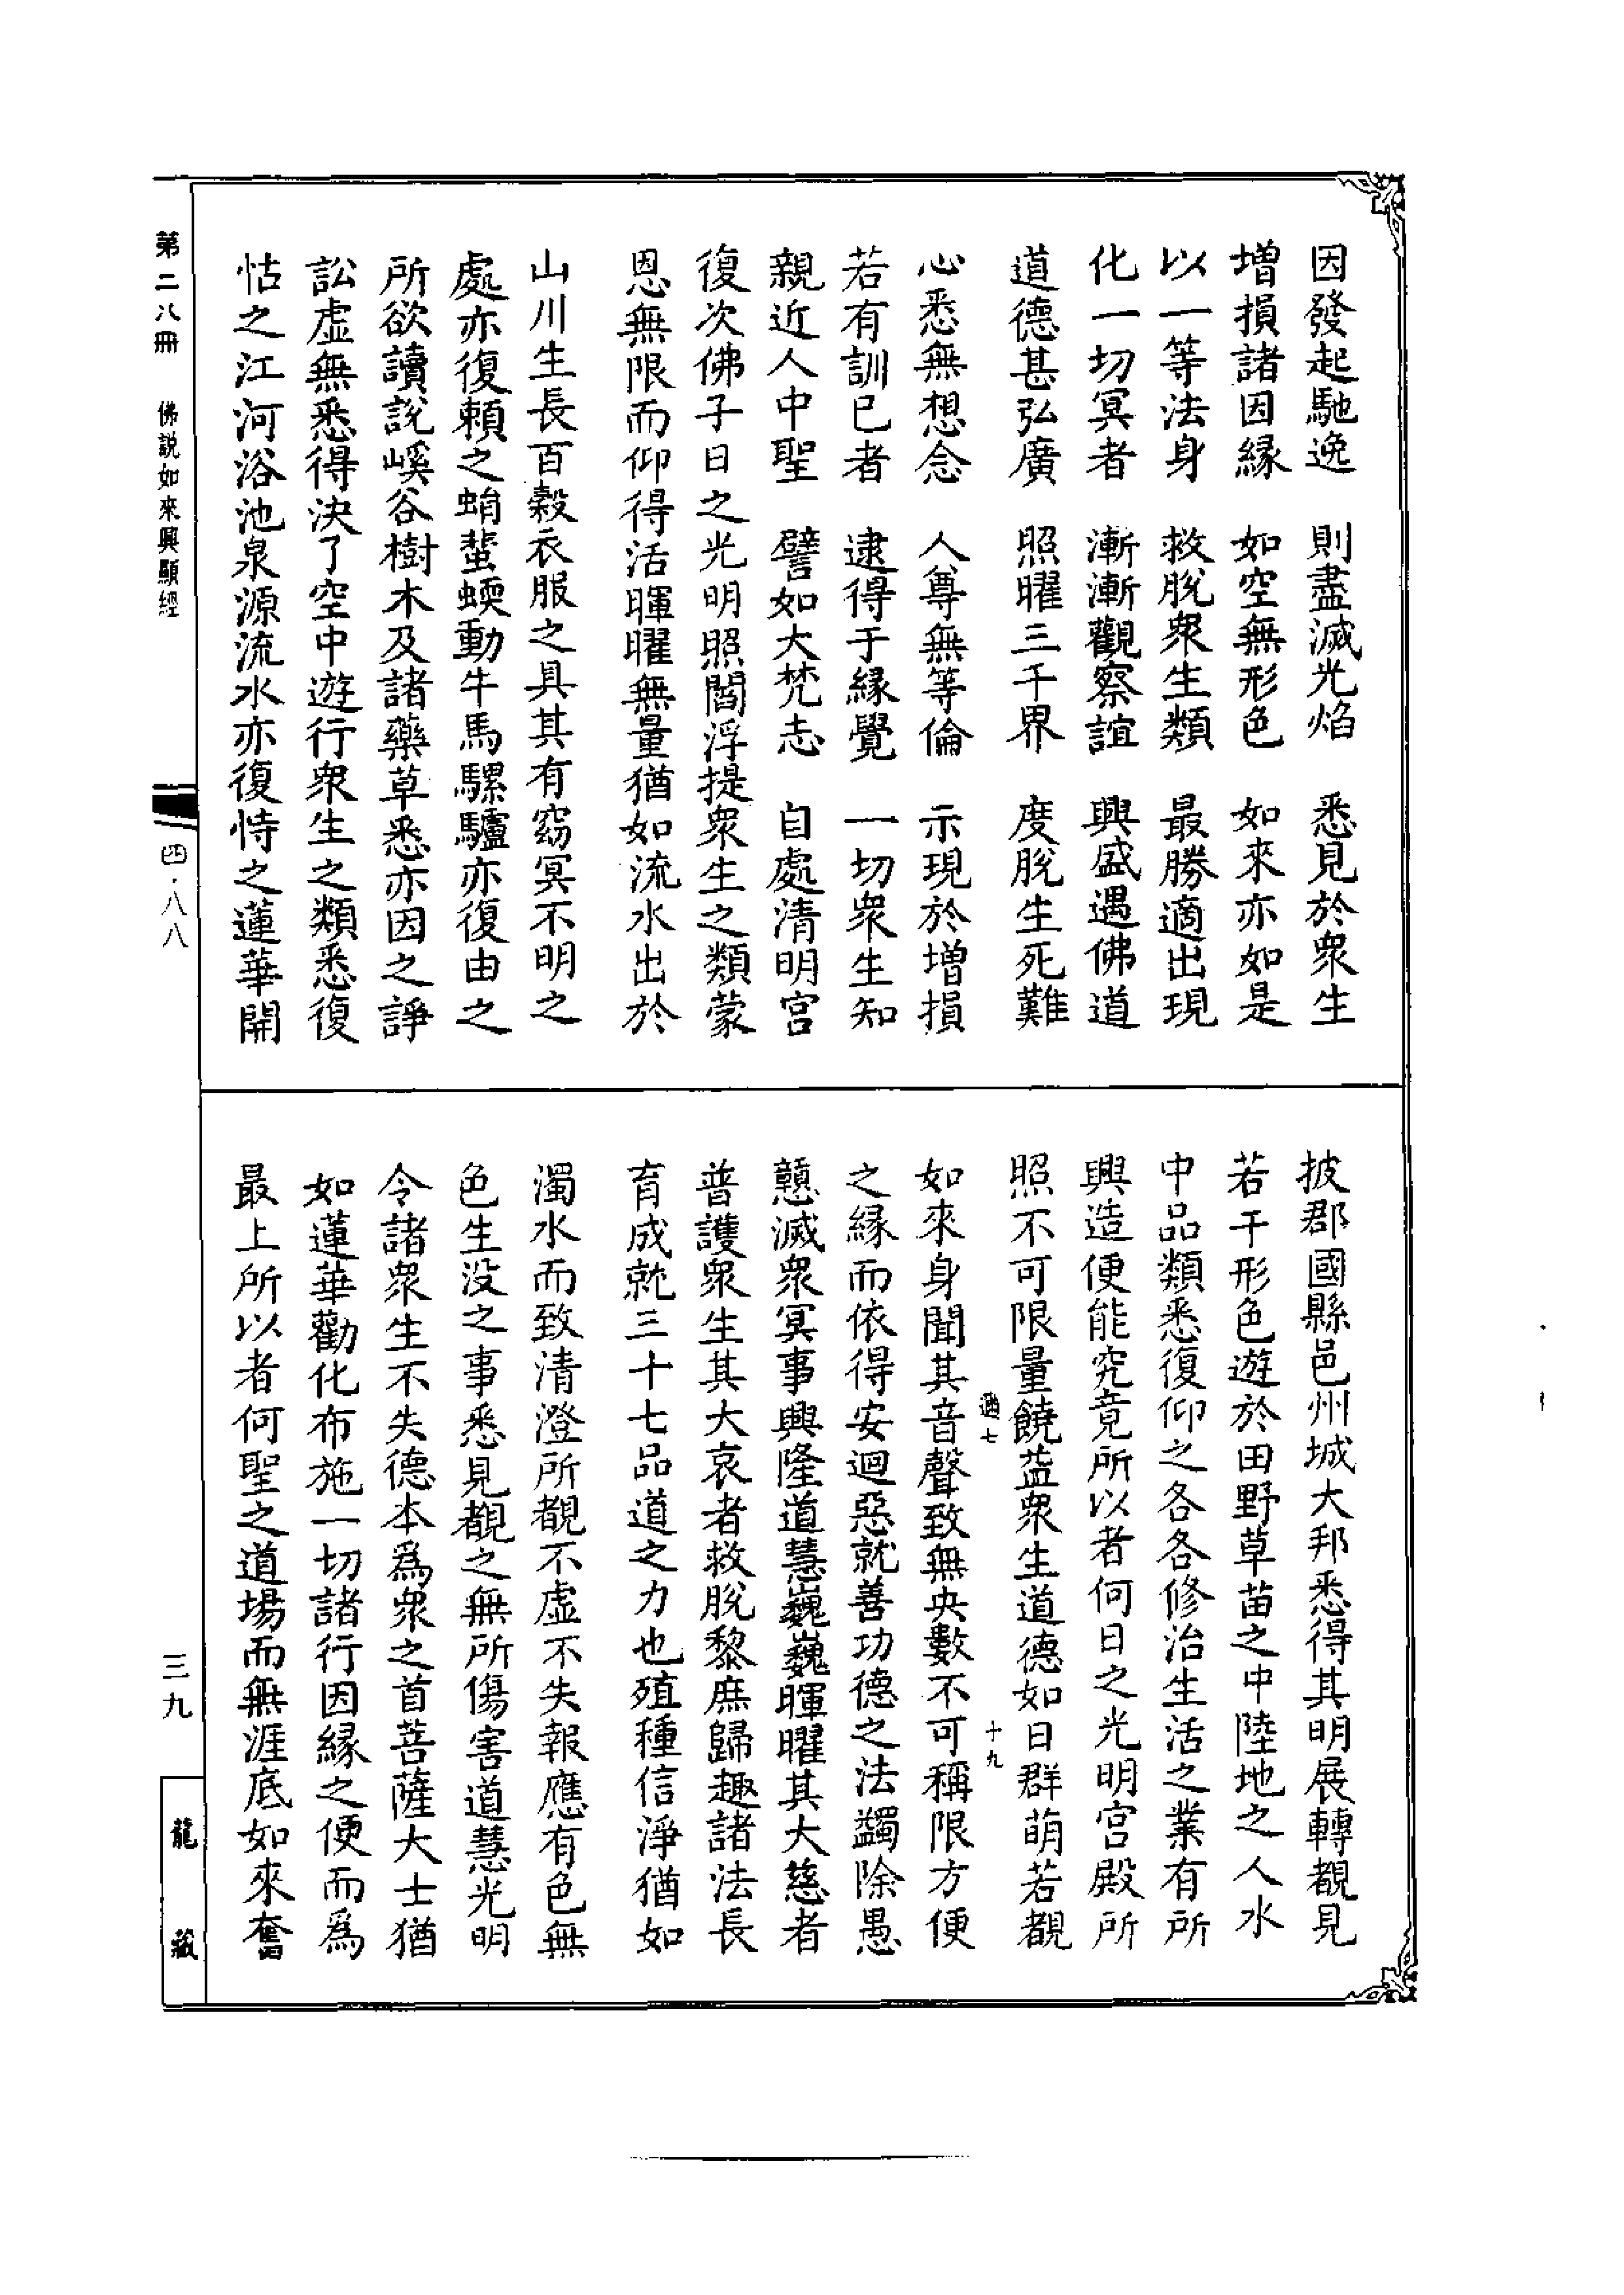 因發起馳逸　則盡滅光焰　悉見於衆生
增損諸因縁　如空無形色　如來亦如是
以一等法身　救脫衆生類　最勝適出現
化一切冥者　漸漸觀察誼　興盛遇佛道
道德甚弘廣　照曜三千界　度脫生死難
心悉無想念　人尊無等倫　示現於增損
若有訓已者　逮得于緣覺　一切衆生知
親近人中聖　譬如大梵志　自處清明宮
復次佛子日之光明照閻浮提衆生之類蒙
恩無限而仰得活暉曜無量猶如流水出於
山川生長百穀衣服之具其有窈冥不明之
處亦復頼之蜎蜚蝡動牛馬騾驢亦復由之
所欲讀說嵠谷樹木及諸藥草悉亦因之諍
訟虛無悉得決了空中遊行衆生之類悉復
怙之江河浴池泉源流水亦復恃之蓮華開
披郡國縣邑州城大邦悉得其明展轉覩見
若干形色遊於田野草苗之中陸地之人水
中品類悉復仰之各各修治生活之業有所
興造便能究竟所以者何日之光明宮殿所
照不可限量饒益衆生道德如日群萌若覩
適七　十九
如來身聞其音聲致無央數不可稱限方便
之縁而依得安迴惡就善功德之法蠲除愚
戇滅衆冥事興隆道慧巍巍暉曜其大慈者
普護衆生其大哀者救脫黎庶歸趣諸法長
育成就三十七品道之力也殖種信淨猶如
濁水而致清澄所覩不虛不失報應有色無
色生没之事悉見覩之無所傷害道慧光明
令諸衆生不失德本爲衆之首菩薩大士猶
如蓮華勸化布施一切諸行因縁之便而爲
最上所以者何聖之道場而無涯底如來奮
第二八冊　佛說如來興顯經
四·八八
三九
龍藏